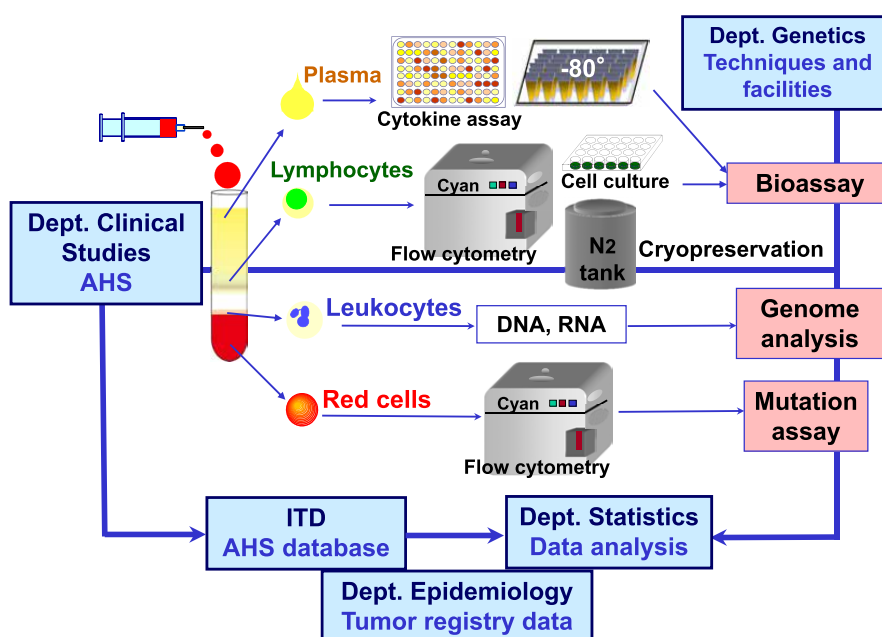 Dept. Genetics
Techniques and
facilities
Plasma
-80°
Cytokine assay
Lymphocytes
Cyan
Flow cytometry
Cell culture
Bioassay
Dept. Clinical
Studies
AHS
N2
tank
Cryopreservation
Leukocytes
DNA, RNA
Genome
analysis
Red cells
Cyan
Flow cytometry
Mutation
assay
ITD
AHS database
Dept. Statistics
Data analysis
Dept. Epidemiology
Tumor registry data